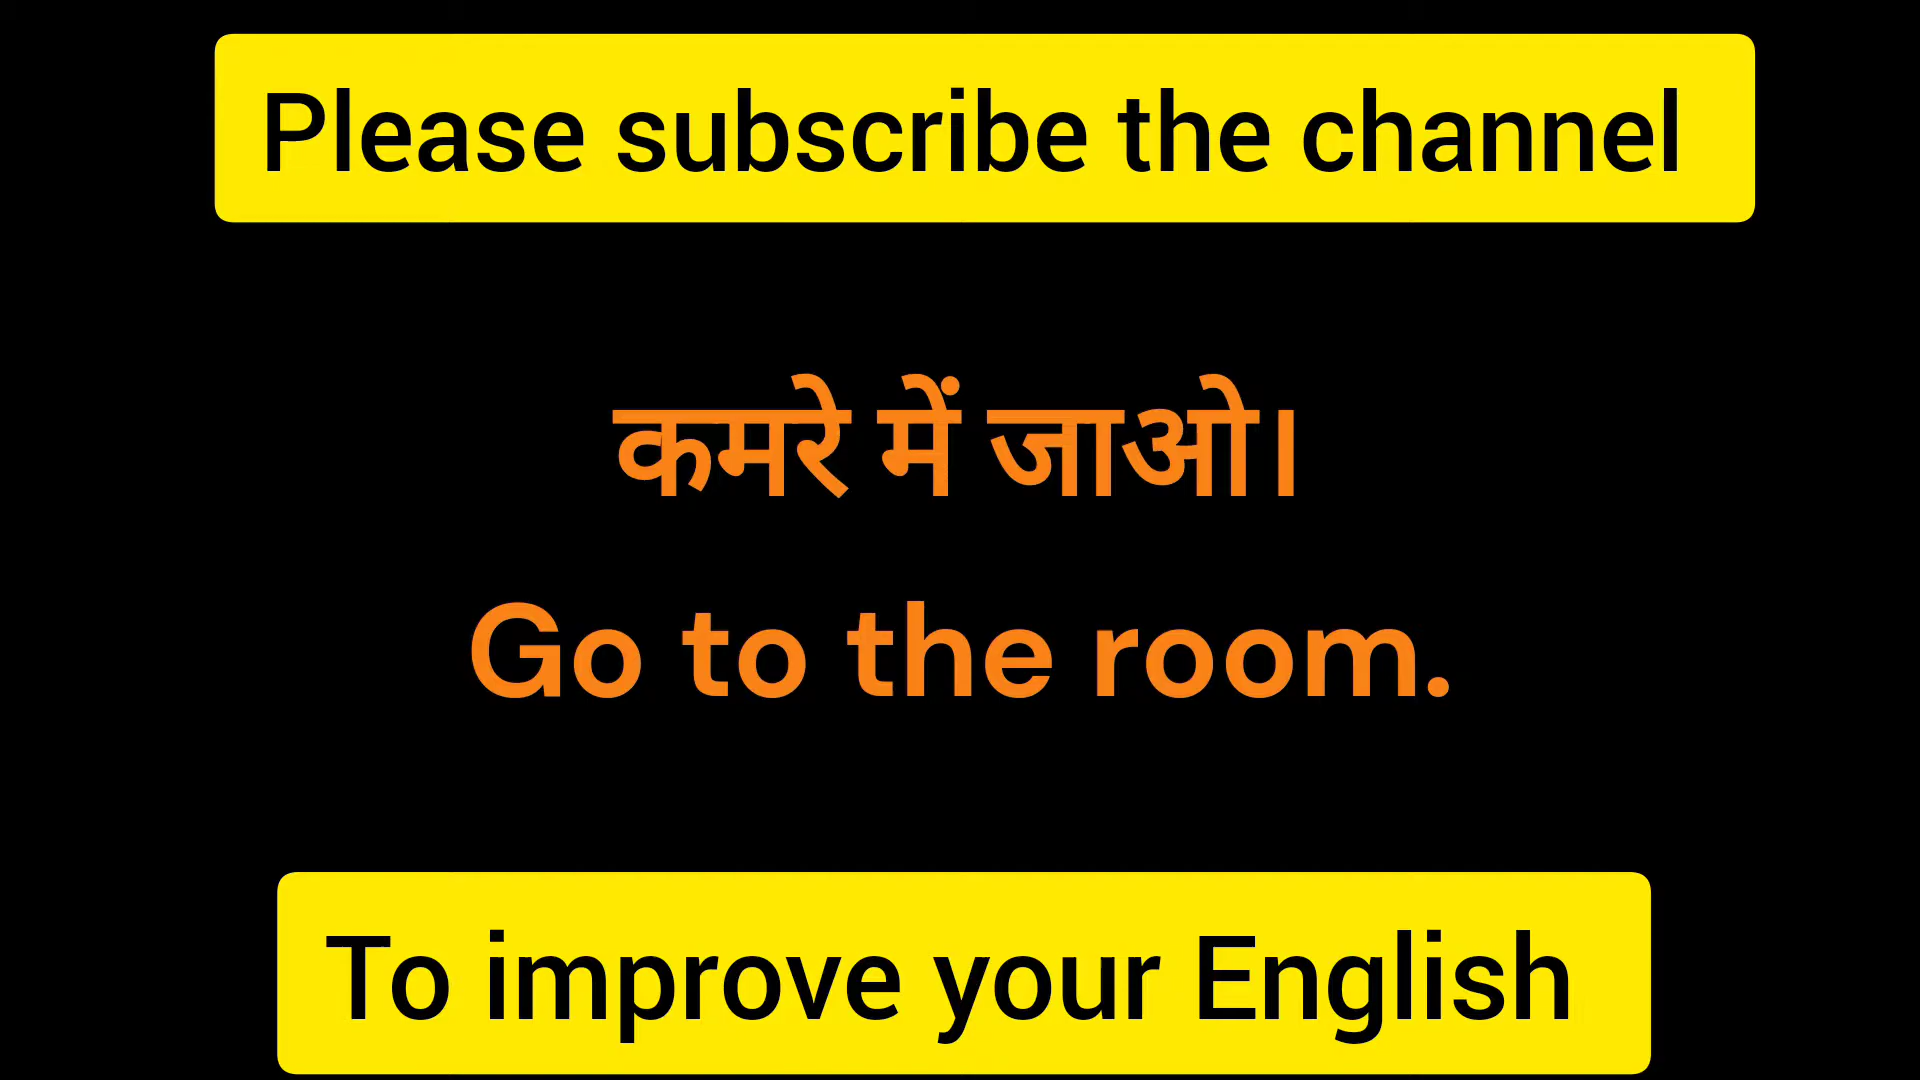 Please subscribe the channel
कमरे में जाओ।
Go to the room.
To improve your English